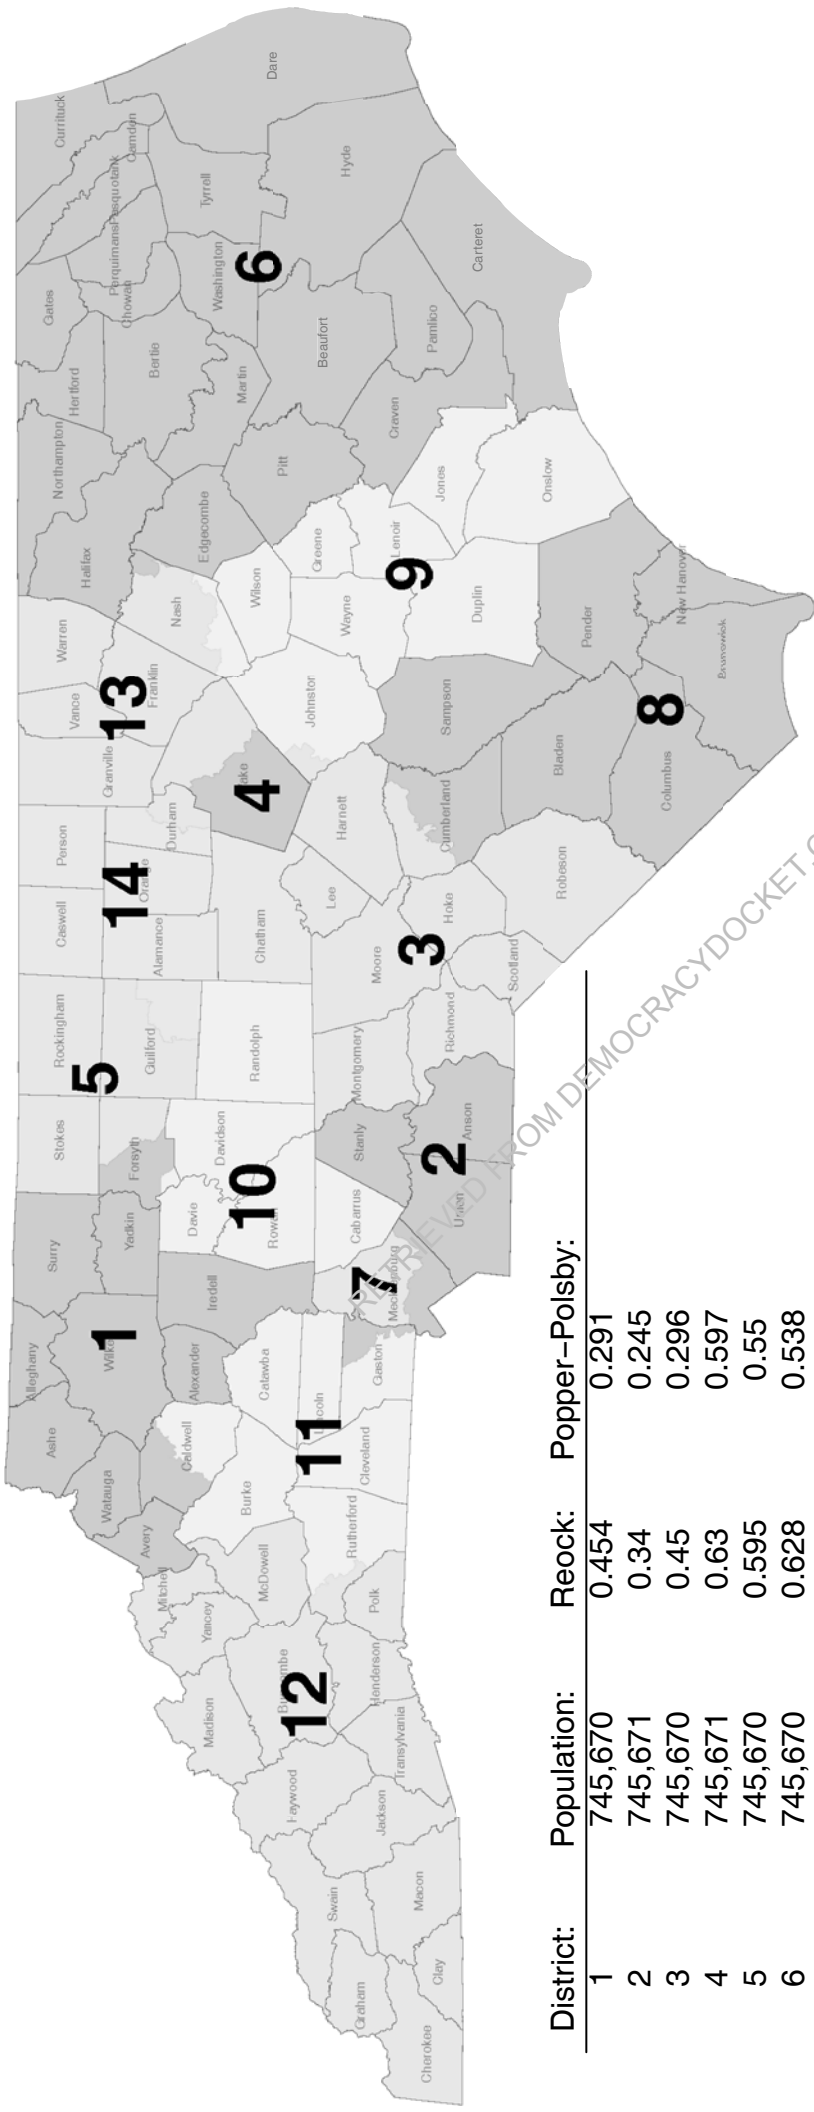 Currituck
Camden
Pasquotank
Perquimans
Chowan
Gates
Hertford
Northampton
Halifax
Bertie
Dare
Tyrrell
Washington
Martin
Hyde
Beaufort
6
Edgecombe
Pitt
Craven
Pamlico
Carteret
Warren
Vance
Granville
Franklin
Nash
13
Wilson
Greene
Lenoir
Jones
Onslow
Wayne
Duplin
9
Johnston
Sampson
Pender
New Hanover
Brunswick
Columbus
Bladen
8
Person
Durham
Orange
Caswell
Alamance
Chatham
14
4
Harnett
Lee
Cumberland
Moore
Hoke
Robeson
Scotland
Richmond
3
Rockingham
Guilford
Randolph
Montgomery
5
Stokes
Forsyth
Davidson
Davie
Rowan
10
Stanly
Anson
Union
2
Cabarrus
Mecklenburg
7
Surry
Yadkin
Iredell
Alleghany
Wilkes
Alexander
1
Ashe
Watauga
Caldwell
Avery
Catawba
Lincoln
Gaston
Burke
Cleveland
Rutherford
11
Mitchell
Yancey
McDowell
Polk
Madison
Buncombe
Henderson
12
Haywood
Transylvania
Jackson
Swain
Macon
Graham
Clay
Cherokee
RETRIEVED FROM DEMOCRACYDOCKET.C
District: Population: Reock: Popper−Polsby:
1 745,670 0.454 0.291
2 745,671 0.34 0.245
3 745,670 0.45 0.296
4 745,671 0.63 0.597
5 745,670 0.595 0.55
6 745,670 0.628 0.538